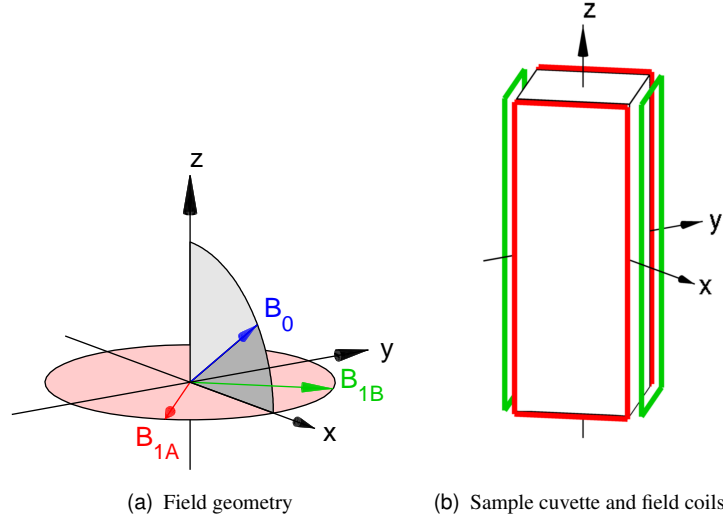 z
B0
y
B1B
B1A
x
(a) Field geometry
z
y
x
(b) Sample cuvette and field coils